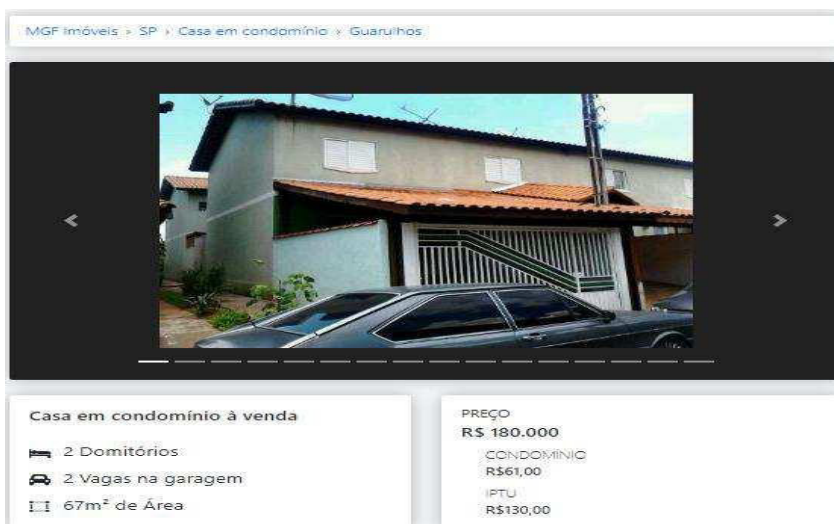 MGF Imóveis > SP > Casa em condomínio > Guarulhos
Casa em condomínio à venda
2 Domitórios
2 Vagas na garagem
67m² de Área
PREÇO
R$ 180.000
CONDOMÍNIO
R$61,00
IPTU
R$130,00